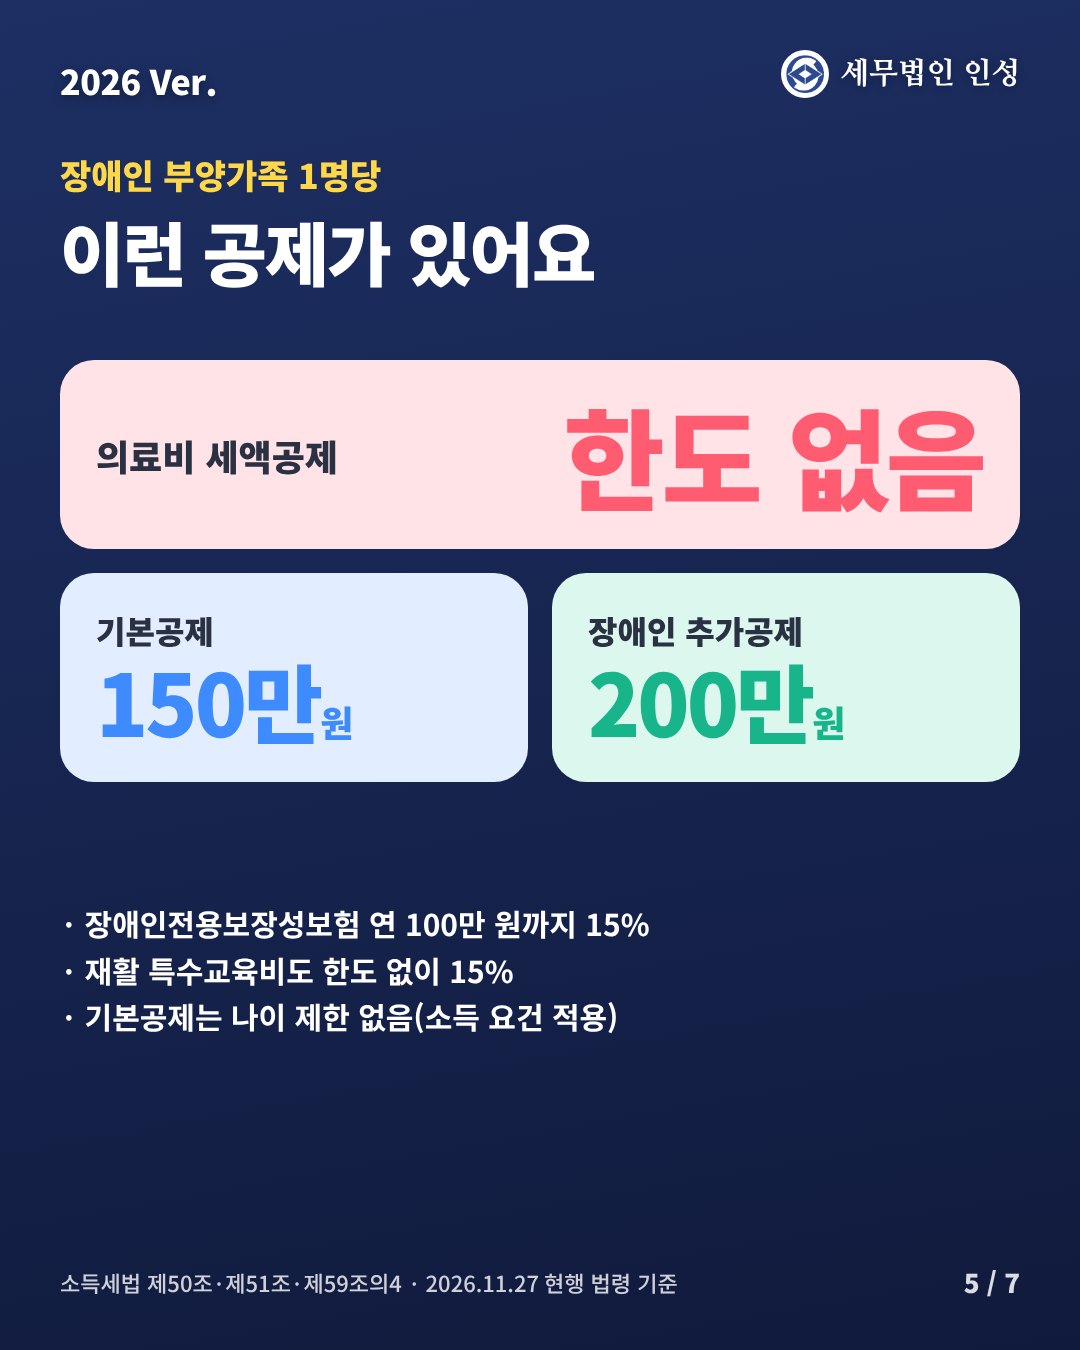 2026 Ver.
세무법인 인성
장애인 부양가족 1명당
이런 공제가 있어요
의료비 세액공제
한도 없음
기본공제
150만원
장애인 추가공제
200만원
· 장애인전용보장성보험 연 100만 원까지 15%
· 재활 특수교육비도 한도 없이 15%
· 기본공제는 나이 제한 없음(소득 요건 적용)
소득세법 제50조·제51조·제59조의4 · 2026.11.27 현행 법령 기준
5 / 7